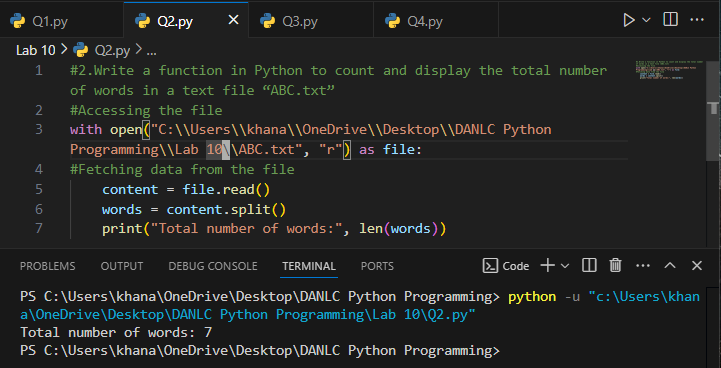 Q1.py Q2.py × Q3.py Q4.py
Lab 10 > Q2.py > ...
1 #2.Write a function in Python to count and display the total number
of words in a text file “ABC.txt”
2 #Accessing the file
3 with open("C:\\Users\\khana\\OneDrive\\Desktop\\DANLC Python
Programming\\Lab 10\\ABC.txt", "r") as file:
4 #Fetching data from the file
5 content = file.read()
6 words = content.split()
7 print("Total number of words:", len(words))
PROBLEMS OUTPUT DEBUG CONSOLE TERMINAL PORTS Code
PS C:\Users\khana\OneDrive\Desktop\DANLC Python Programming> python -u "c:\Users\khan
a\OneDrive\Desktop\DANLC Python Programming\Lab 10\Q2.py"
Total number of words: 7
PS C:\Users\khana\OneDrive\Desktop\DANLC Python Programming>